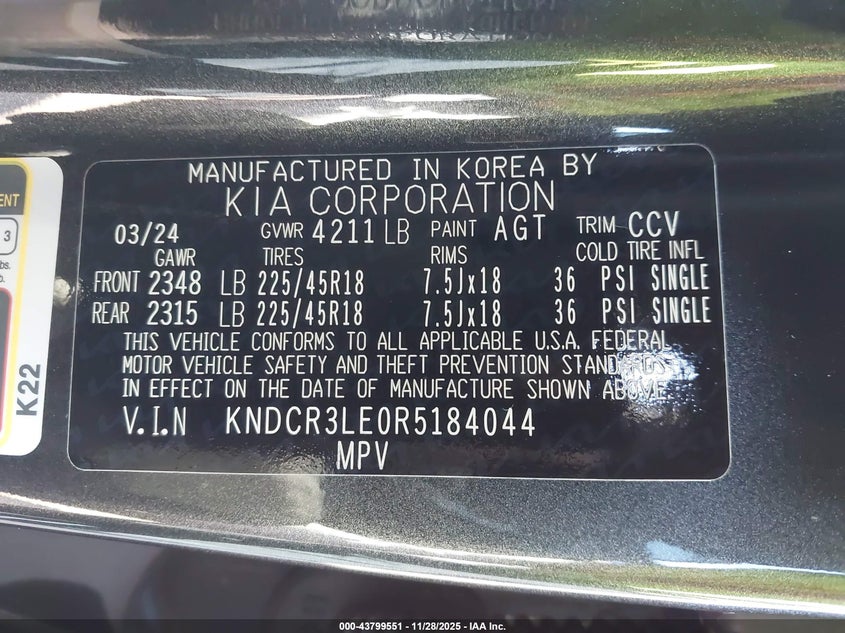 MANUFACTURED IN KOREA BY
KIA CORPORATION
03/24 GVWR 4211 LB PAINT AGT TRIM CCV
GAWR TIRES RIMS COLD TIRE INFL
FRONT 2348 LB 225/45R18 7.5Jx18 36 PSI SINGLE
REAR 2315 LB 225/45R18 7.5Jx18 36 PSI SINGLE
THIS VEHICLE CONFORMS TO ALL APPLICABLE U.S.A. FEDERAL
MOTOR VEHICLE SAFETY AND THEFT PREVENTION STANDARDS
IN EFFECT ON THE DATE OF MANUFACTURE SHOWN ABOVE
V.I.N KNDCR3LE0R5184044
MPV
3
K22
000-43799551 - 11/28/2025 - IAA Inc.